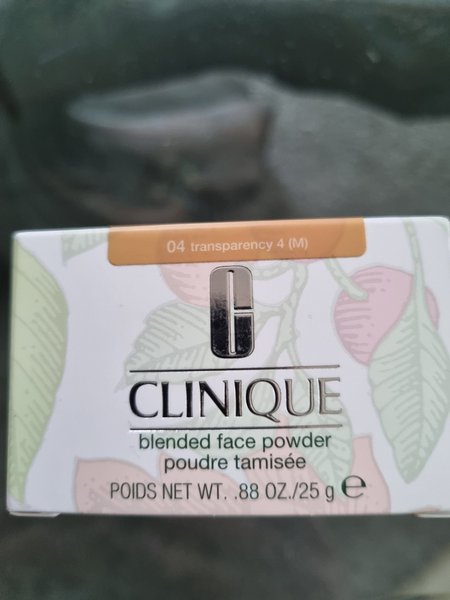 04 transparency 4 (M)
C
CLINIQUE
blended face powder
poudre tamisée
POIDS NET WT. .88 OZ./25 g ℮